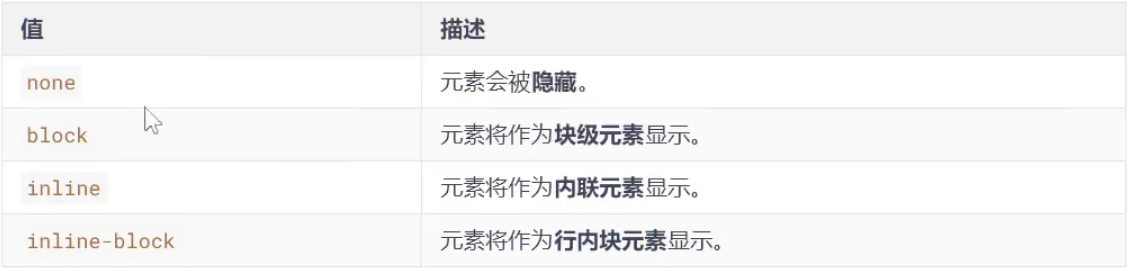 值 描述
none 元素会被隐藏。
block 元素将作为块级元素显示。
inline 元素将作为内联元素显示。
inline-block 元素将作为行内块元素显示。